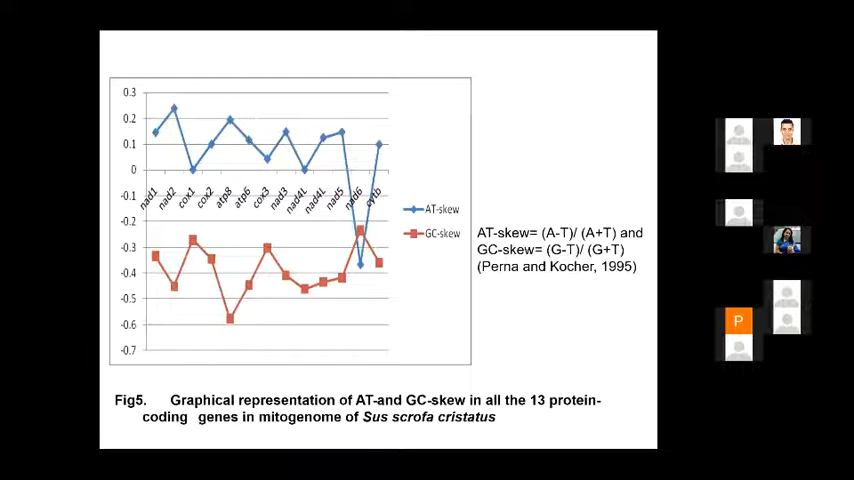 0.3
0.2
0.1
0
-0.1
-0.2
-0.3
-0.4
-0.5
-0.6
-0.7
nad1
nad2
cox1
cox2
atp8
atp6
cox3
nad3
nad4L
nad4L
nad5
nad6
cytb
AT-skew
GC-skew
AT-skew= (A-T)/ (A+T) and
GC-skew= (G-T)/ (G+T)
(Perna and Kocher, 1995)
P
Fig5. Graphical representation of AT-and GC-skew in all the 13 protein-
coding genes in mitogenome of Sus scrofa cristatus